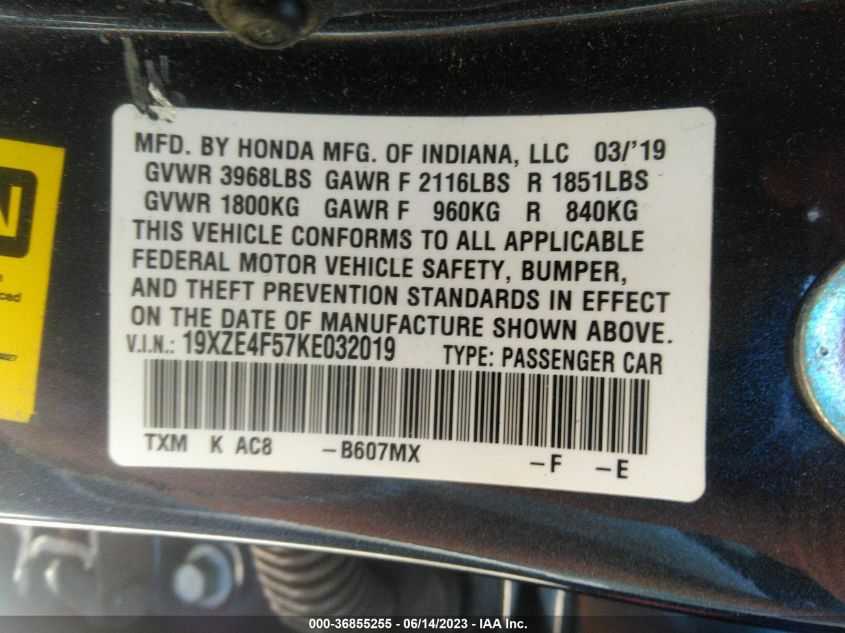 MFD. BY HONDA MFG. OF INDIANA, LLC 03/'19
GVWR 3968LBS GAWR F 2116LBS R 1851LBS
GVWR 1800KG GAWR F 960KG R 840KG
THIS VEHICLE CONFORMS TO ALL APPLICABLE
FEDERAL MOTOR VEHICLE SAFETY, BUMPER,
AND THEFT PREVENTION STANDARDS IN EFFECT
ON THE DATE OF MANUFACTURE SHOWN ABOVE.
V.I.N.: 19XZE4F57KE032019 TYPE: PASSENGER CAR
TXM K AC8 -B607MX -F -E
000-36855255 - 06/14/2023 - IAA Inc.